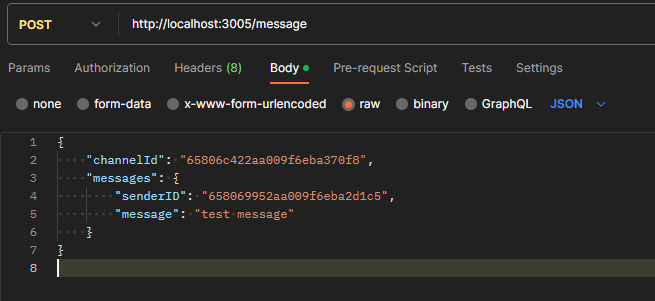 POST http://localhost:3005/message
Params Authorization Headers (8) Body Pre-request Script Tests Settings
none form-data x-www-form-urlencoded raw binary GraphQL JSON
1 {
2 "channelId": "65806c422aa009f6eba370f8",
3 "messages": {
4 "senderID": "658069952aa009f6eba2d1c5",
5 "message": "test message"
6 }
7 }
8